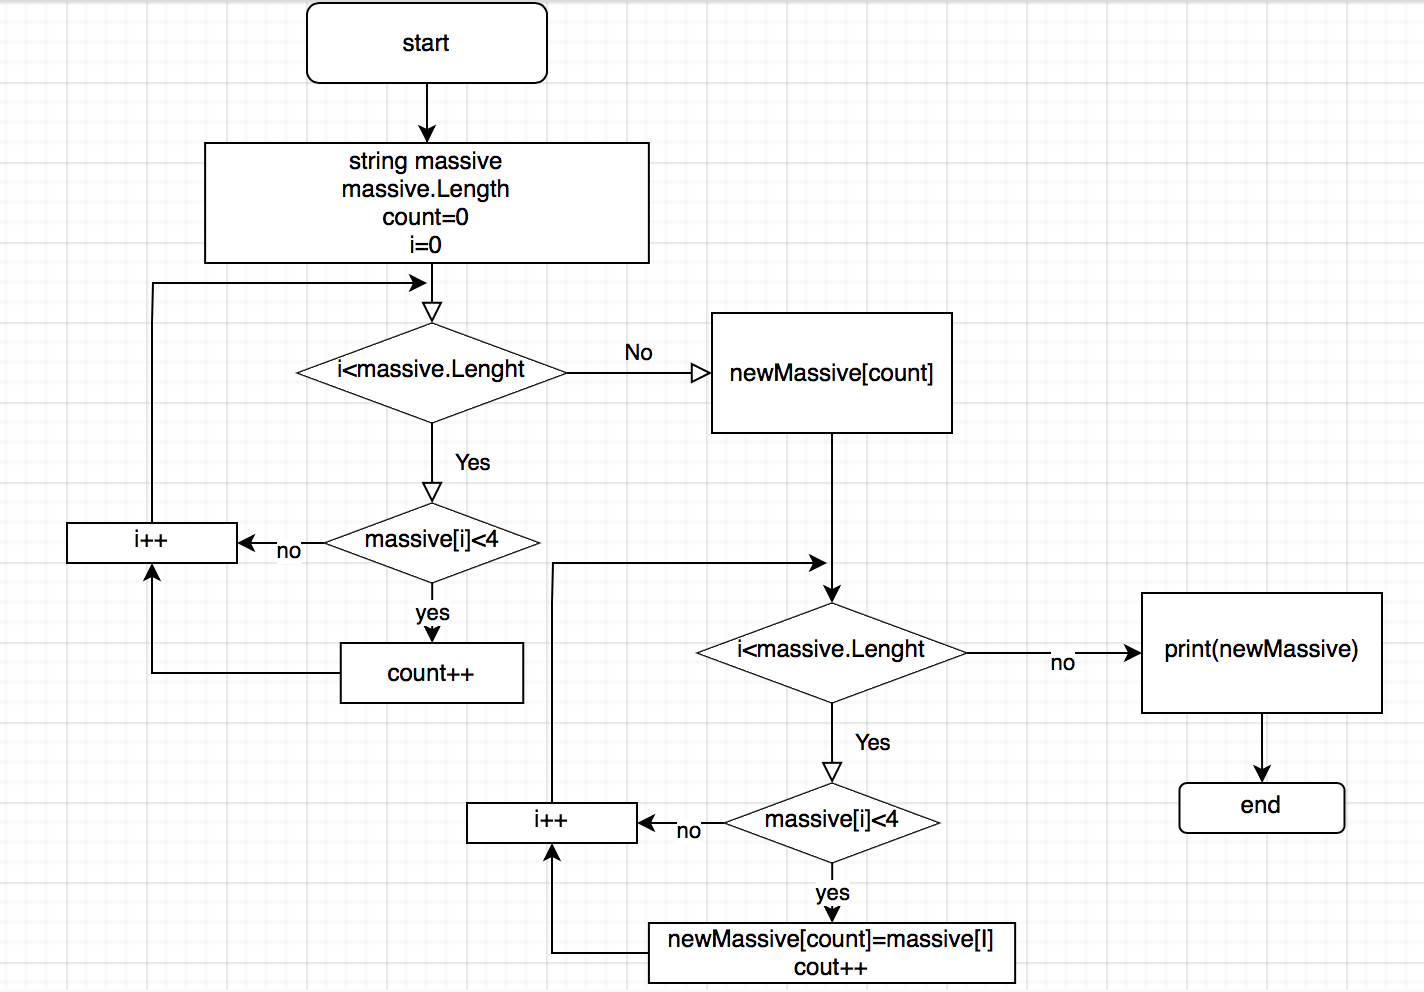 start
string massive
massive.Length
count=0
i=0
i<massive.Lenght
No
newMassive[count]
Yes
massive[i]<4
no
i++
yes
count++
i<massive.Lenght
no
print(newMassive)
Yes
end
massive[i]<4
no
i++
yes
newMassive[count]=massive[I]
cout++